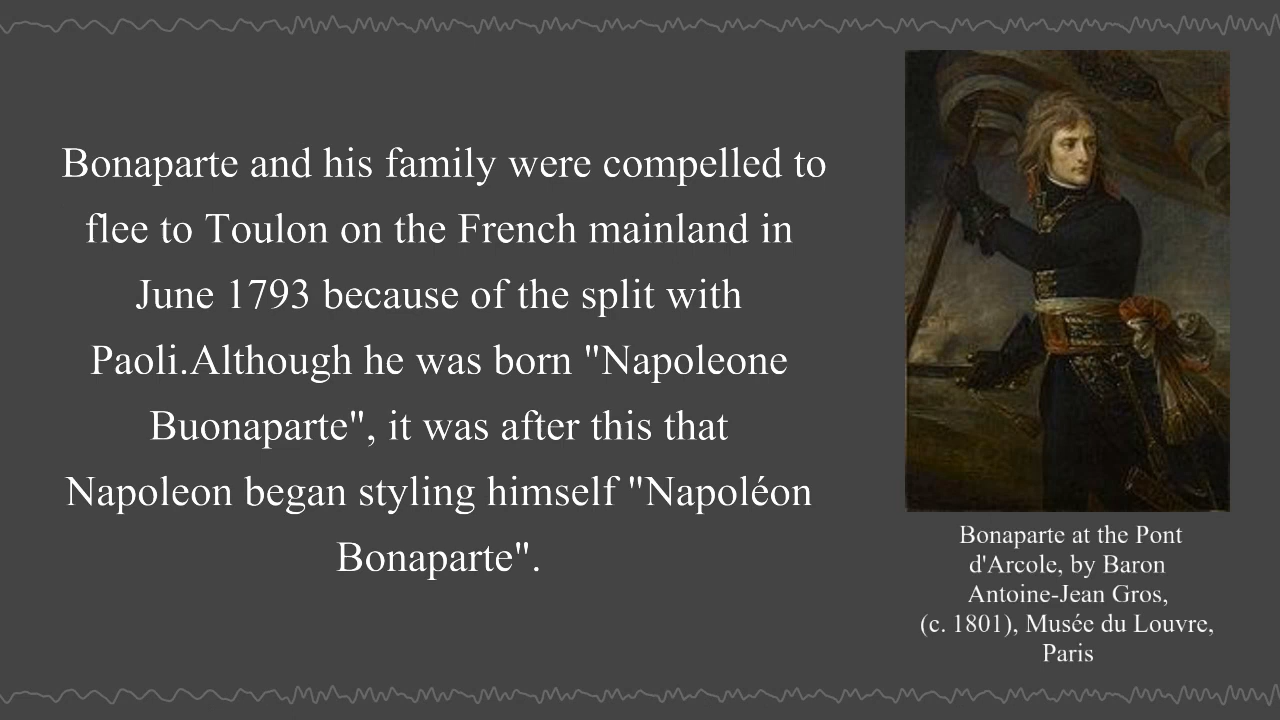 Bonaparte and his family were compelled to
flee to Toulon on the French mainland in
June 1793 because of the split with
Paoli.Although he was born "Napoleone
Buonaparte", it was after this that
Napoleon began styling himself "Napoléon
Bonaparte".
Bonaparte at the Pont
d'Arcole, by Baron
Antoine-Jean Gros,
(c. 1801), Musée du Louvre,
Paris